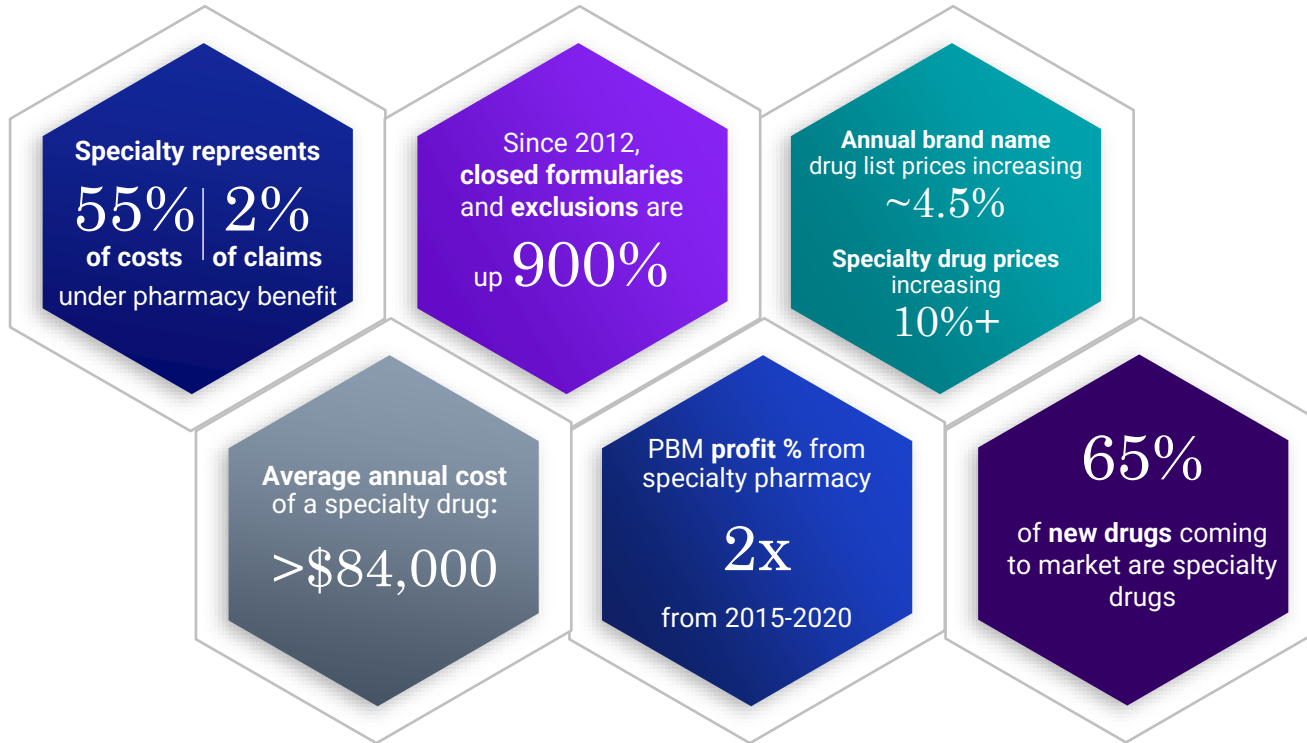 Specialty represents
55% 2%
of costs of claims
under pharmacy benefit
Since 2012,
closed formularies
and exclusions are
up 900%
Annual brand name
drug list prices increasing
~4.5%
Specialty drug prices
increasing
10%+
Average annual cost
of a specialty drug:
>$84,000
PBM profit % from
specialty pharmacy
2x
from 2015-2020
65%
of new drugs coming
to market are specialty
drugs